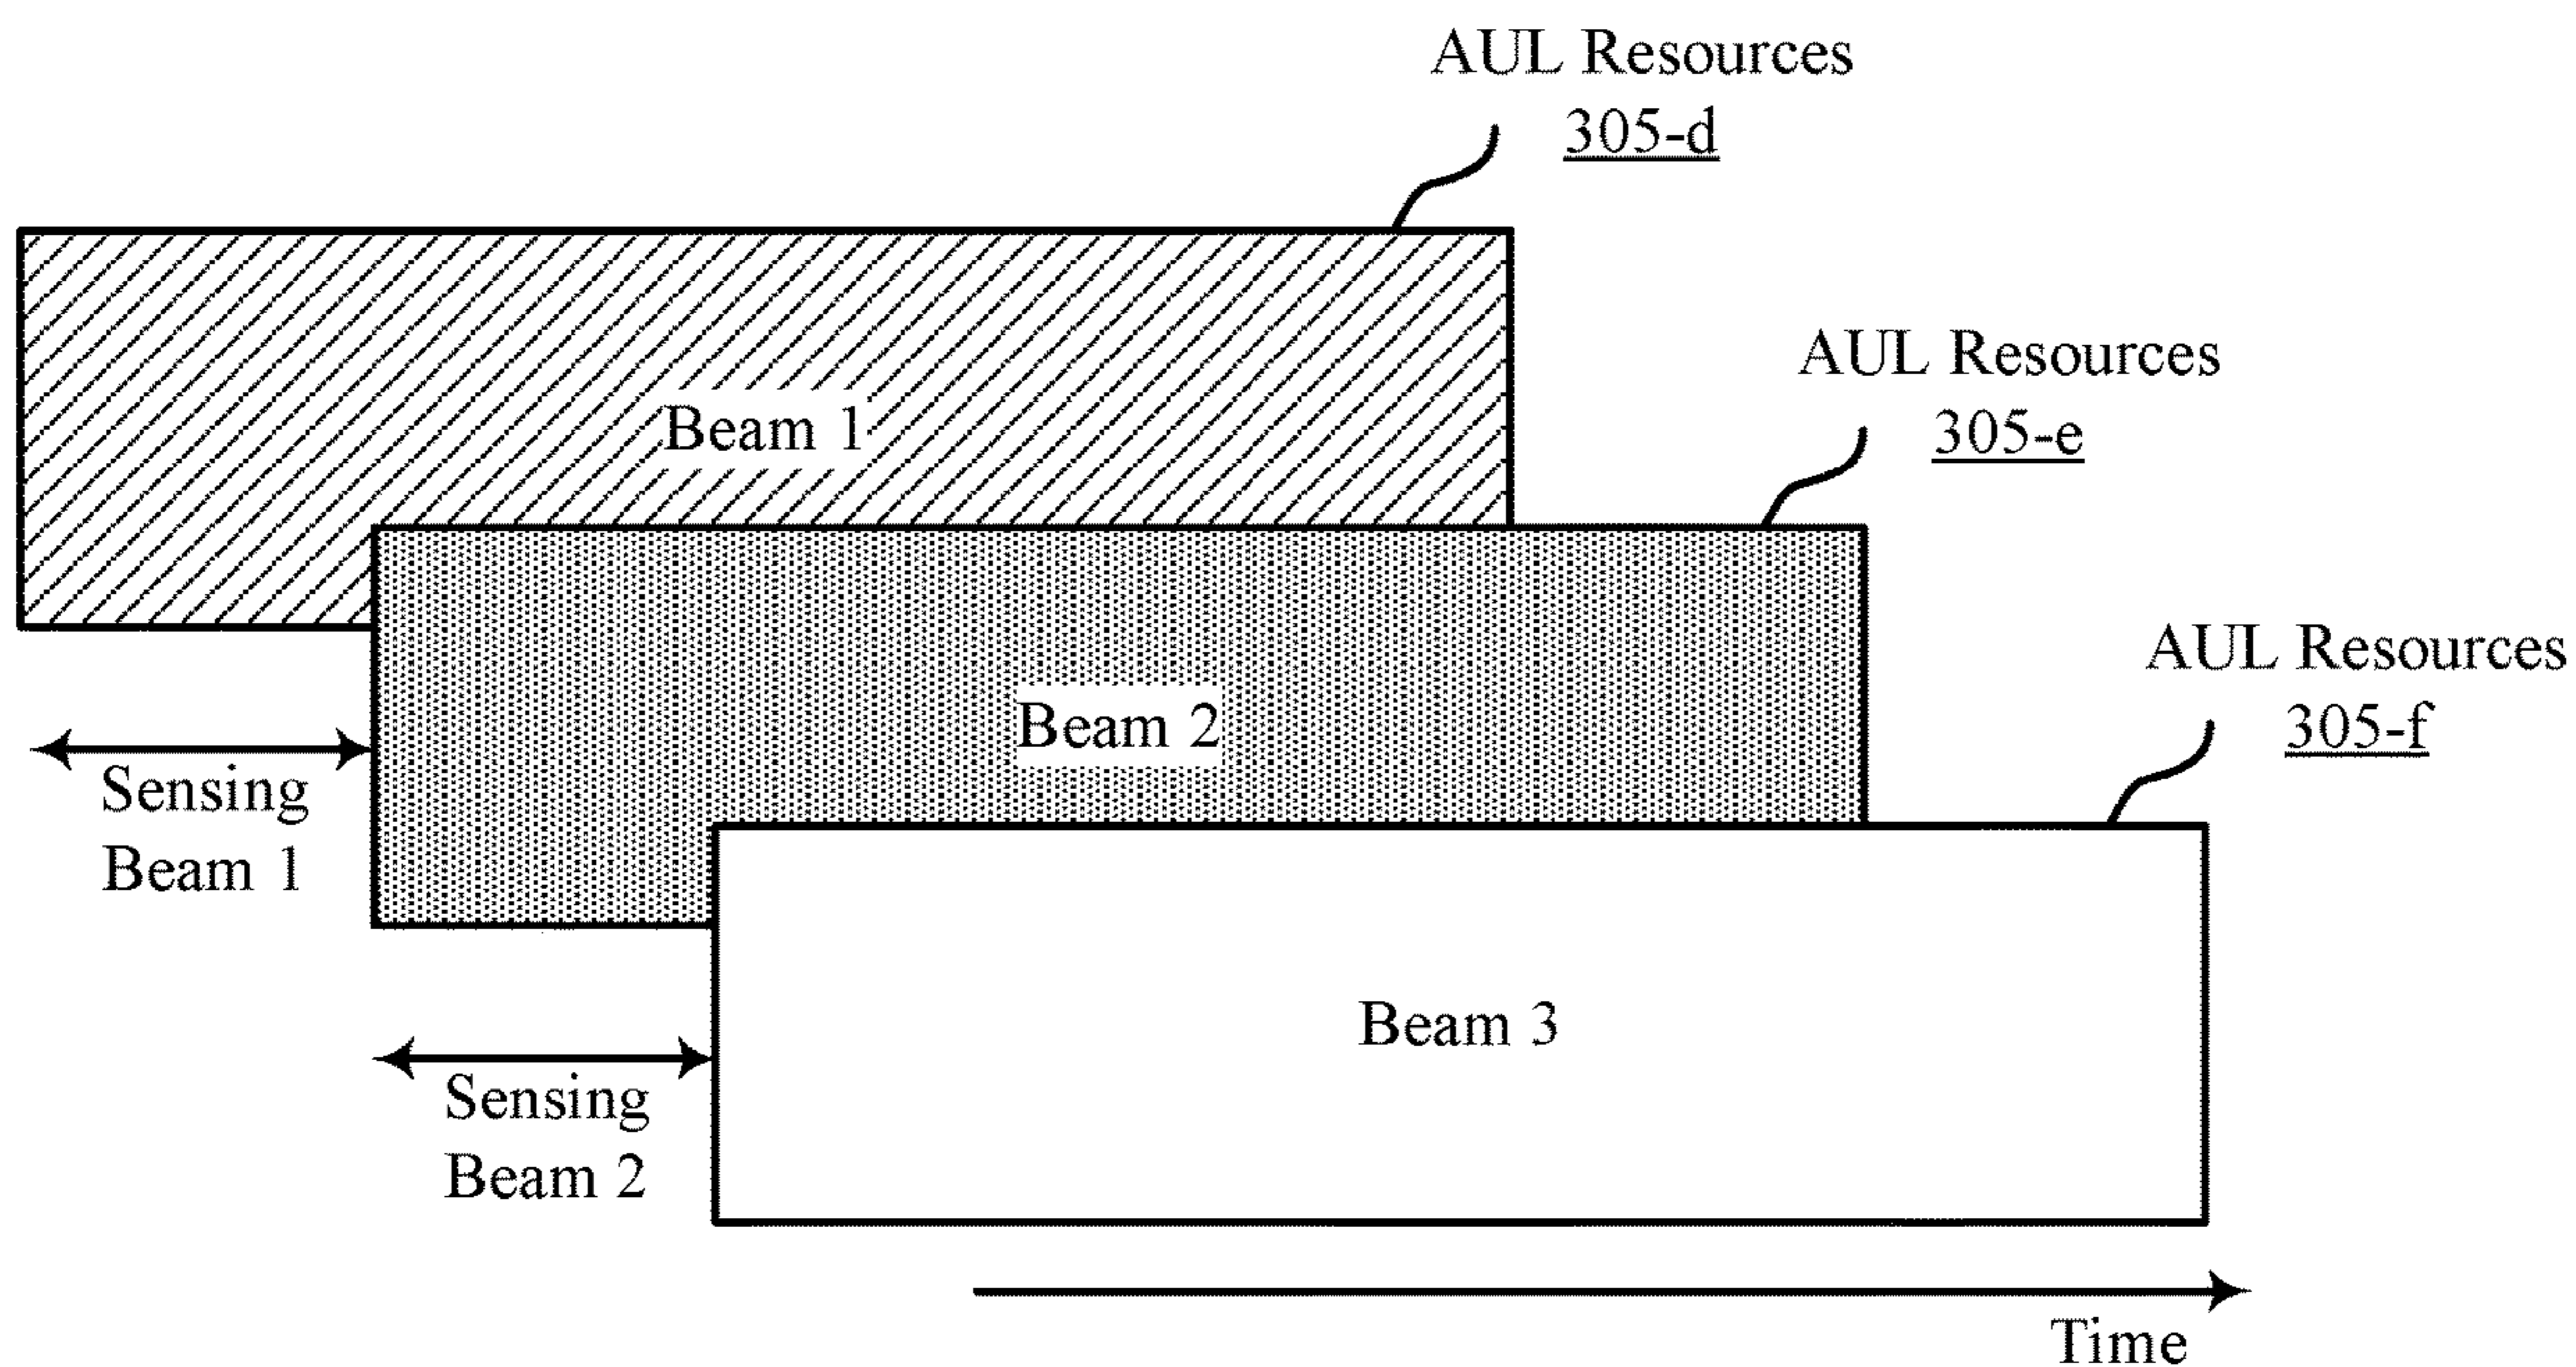 AUL Resources
305-d
Beam 1
AUL Resources
305-e
Beam 2
AUL Resources
305-f
Sensing
Beam 1
Beam 3
Sensing
Beam 2
Time